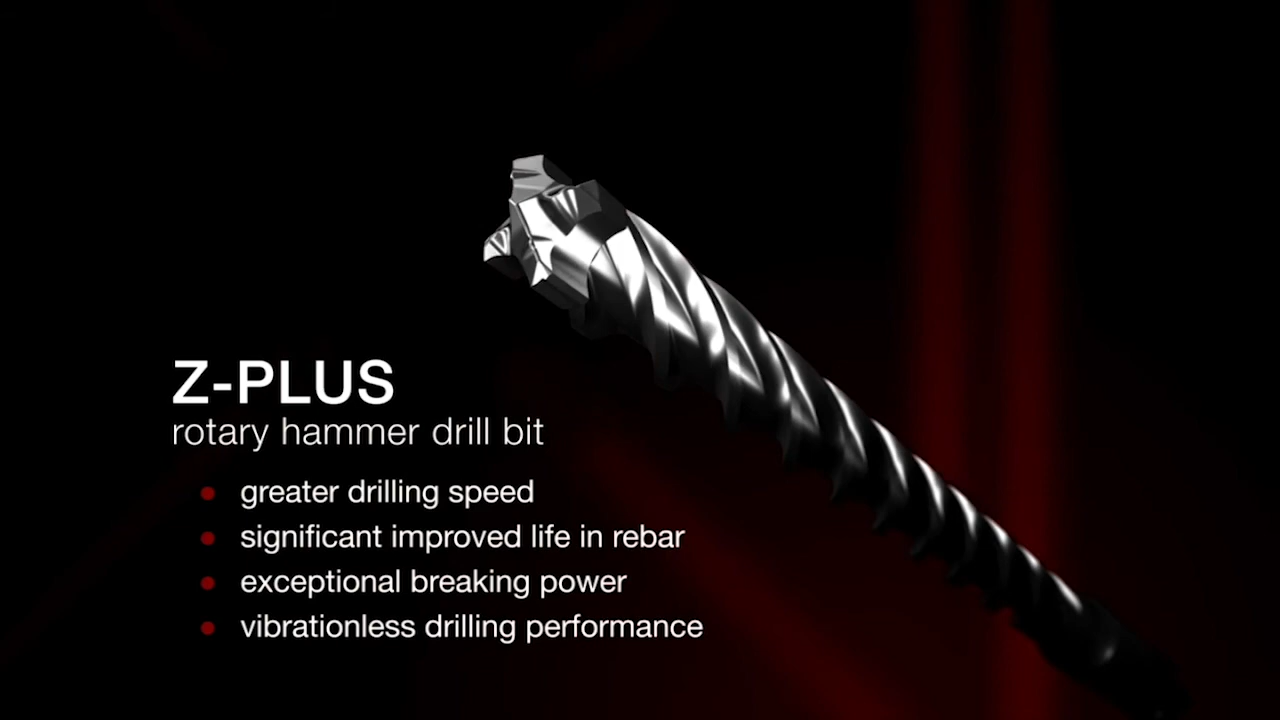 Z-PLUS
rotary hammer drill bit
greater drilling speed
significant improved life in rebar
exceptional breaking power
vibrationless drilling performance